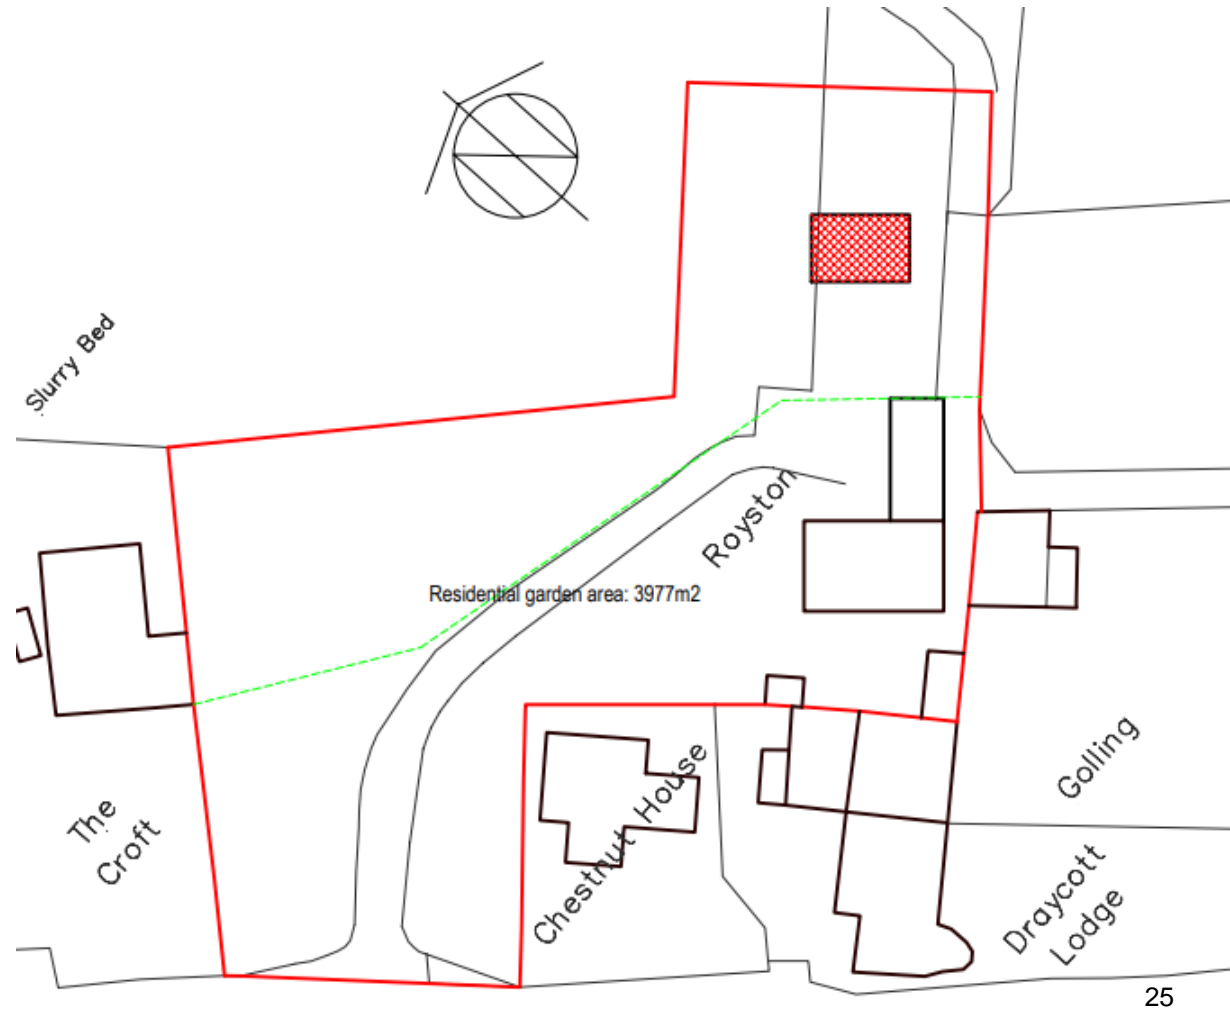 Slurry Bed
Royston
Residential garden area: 3977m2
The
Croft
Chestnut House
Golling
Draycott
Lodge
25